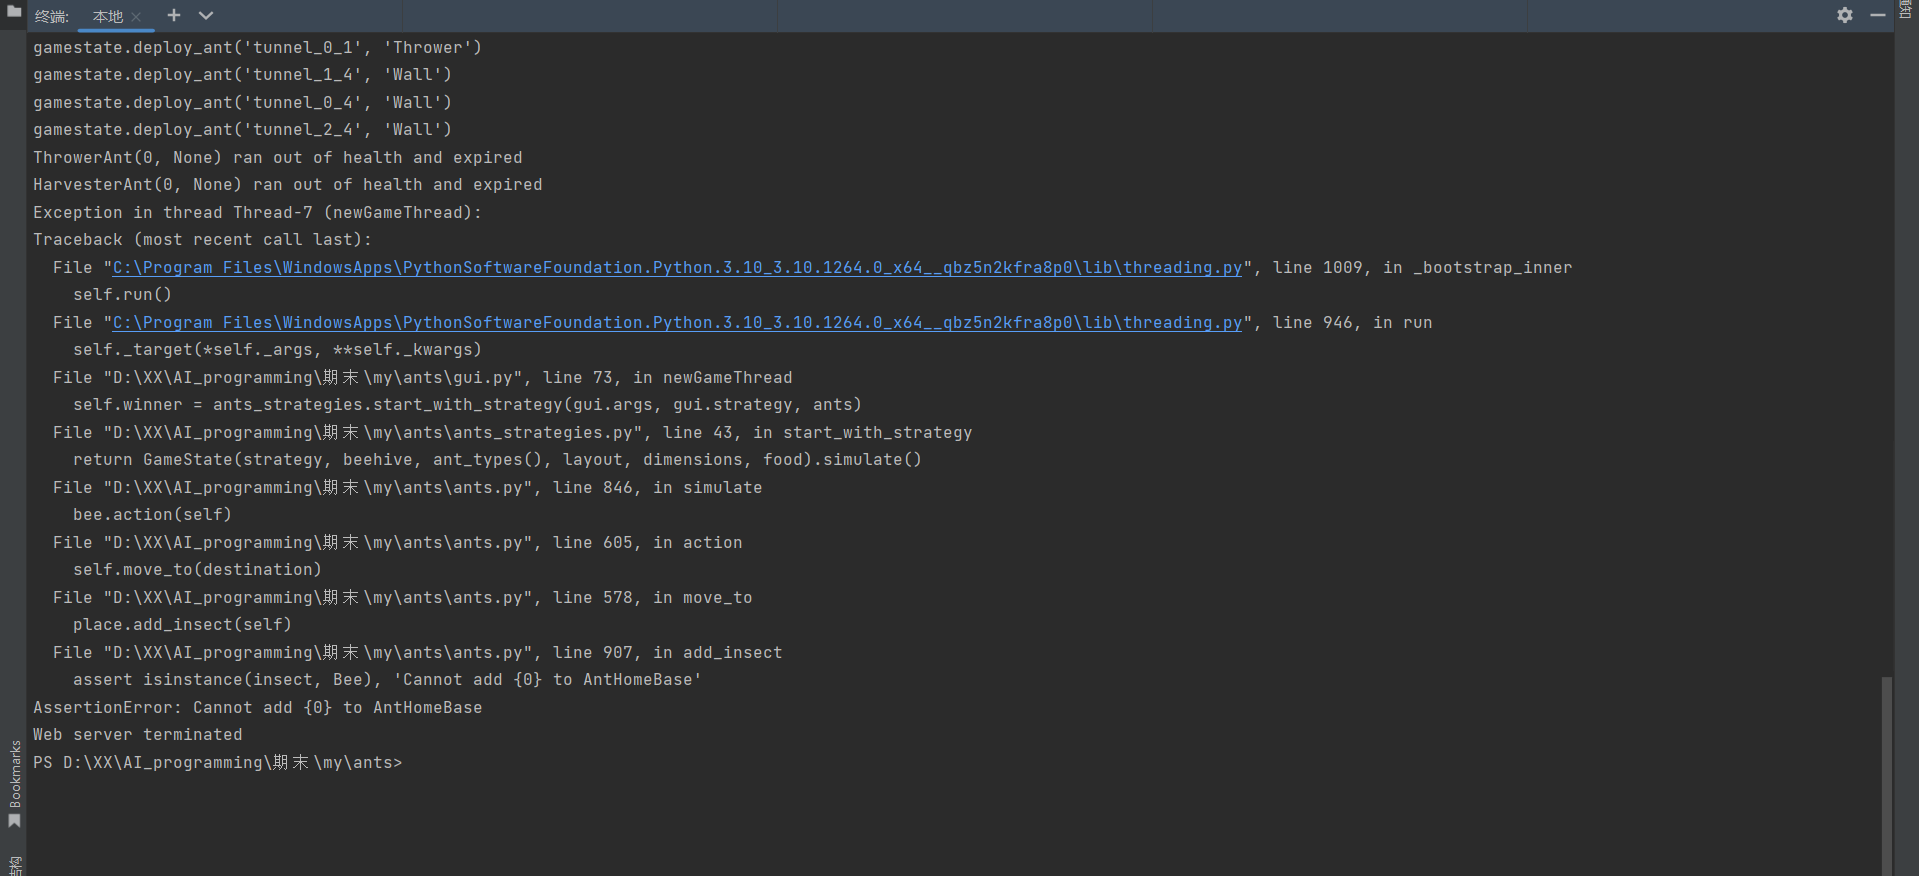 终端: 本地
gamestate.deploy_ant('tunnel_0_1', 'Thrower')
gamestate.deploy_ant('tunnel_1_4', 'Wall')
gamestate.deploy_ant('tunnel_0_4', 'Wall')
gamestate.deploy_ant('tunnel_2_4', 'Wall')
ThrowerAnt(0, None) ran out of health and expired
HarvesterAnt(0, None) ran out of health and expired
Exception in thread Thread-7 (newGameThread):
Traceback (most recent call last):
  File "C:\Program Files\WindowsApps\PythonSoftwareFoundation.Python.3.10_3.10.1264.0_x64__qbz5n2kfra8p0\lib\threading.py", line 1009, in _bootstrap_inner
    self.run()
  File "C:\Program Files\WindowsApps\PythonSoftwareFoundation.Python.3.10_3.10.1264.0_x64__qbz5n2kfra8p0\lib\threading.py", line 946, in run
    self._target(*self._args, **self._kwargs)
  File "D:\XX\AI_programming\期末\my\ants\gui.py", line 73, in newGameThread
    self.winner = ants_strategies.start_with_strategy(gui.args, gui.strategy, ants)
  File "D:\XX\AI_programming\期末\my\ants\ants_strategies.py", line 43, in start_with_strategy
    return GameState(strategy, beehive, ant_types(), layout, dimensions, food).simulate()
  File "D:\XX\AI_programming\期末\my\ants\ants.py", line 846, in simulate
    bee.action(self)
  File "D:\XX\AI_programming\期末\my\ants\ants.py", line 605, in action
    self.move_to(destination)
  File "D:\XX\AI_programming\期末\my\ants\ants.py", line 578, in move_to
    place.add_insect(self)
  File "D:\XX\AI_programming\期末\my\ants\ants.py", line 907, in add_insect
    assert isinstance(insect, Bee), 'Cannot add {0} to AntHomeBase'
AssertionError: Cannot add {0} to AntHomeBase
Web server terminated
PS D:\XX\AI_programming\期末\my\ants>
Bookmarks